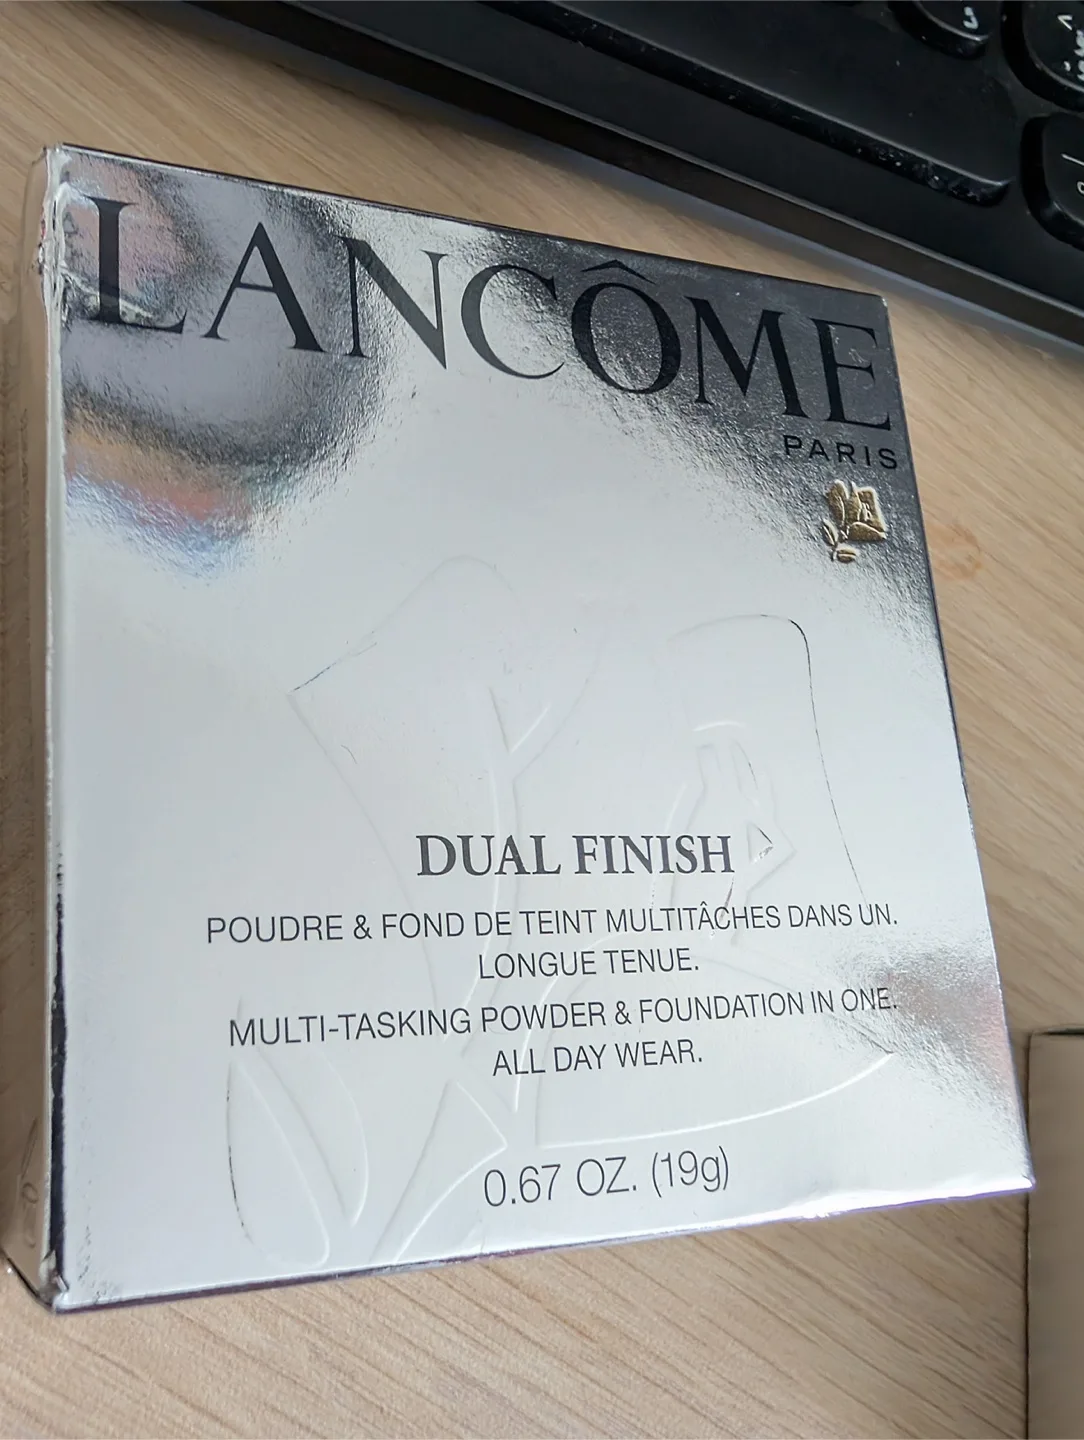 LANCÔME
PARIS
DUAL FINISH
POUDRE & FOND DE TEINT MULTITÂCHES DANS UN.
LONGUE TENUE.
MULTI-TASKING POWDER & FOUNDATION IN ONE.
ALL DAY WEAR.
0.67 OZ. (19g)